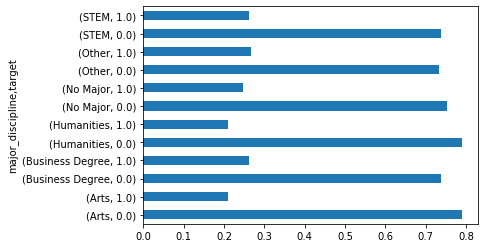 major_discipline,target
(STEM, 1.0)
(STEM, 0.0)
(Other, 1.0)
(Other, 0.0)
(No Major, 1.0)
(No Major, 0.0)
(Humanities, 1.0)
(Humanities, 0.0)
(Business Degree, 1.0)
(Business Degree, 0.0)
(Arts, 1.0)
(Arts, 0.0)
0.0 0.1 0.2 0.3 0.4 0.5 0.6 0.7 0.8